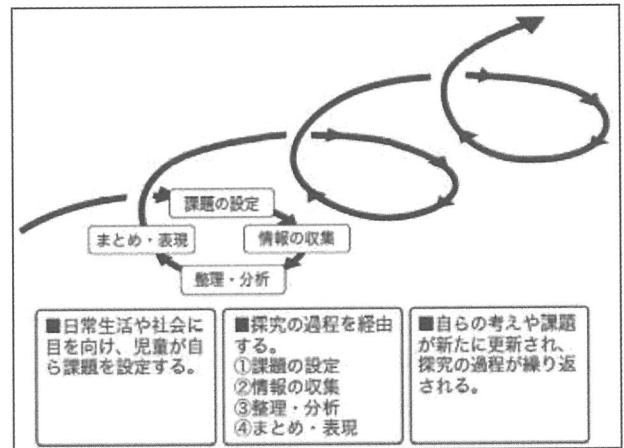 課題の設定
まとめ・表現
情報の収集
整理・分析
■日常生活や社会に
目を向け、児童が自
ら課題を設定する。
■探究の過程を経由
する。
①課題の設定
②情報の収集
③整理・分析
④まとめ・表現
■自らの考えや課題
が新たに更新され、
探究の過程が繰り返
される。